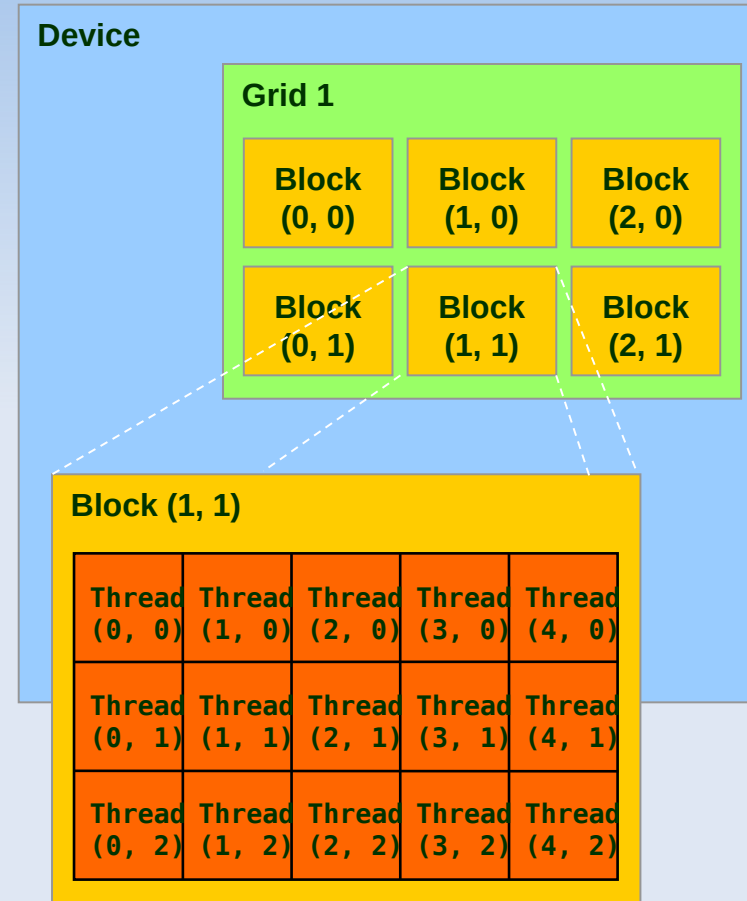 Device
Grid 1
Block Block Block
(0, 0) (1, 0) (2, 0)
Block Block Block
(0, 1) (1, 1) (2, 1)
Block (1, 1)
Thread Thread Thread Thread Thread
(0, 0) (1, 0) (2, 0) (3, 0) (4, 0)
Thread Thread Thread Thread Thread
(0, 1) (1, 1) (2, 1) (3, 1) (4, 1)
Thread Thread Thread Thread Thread
(0, 2) (1, 2) (2, 2) (3, 2) (4, 2)